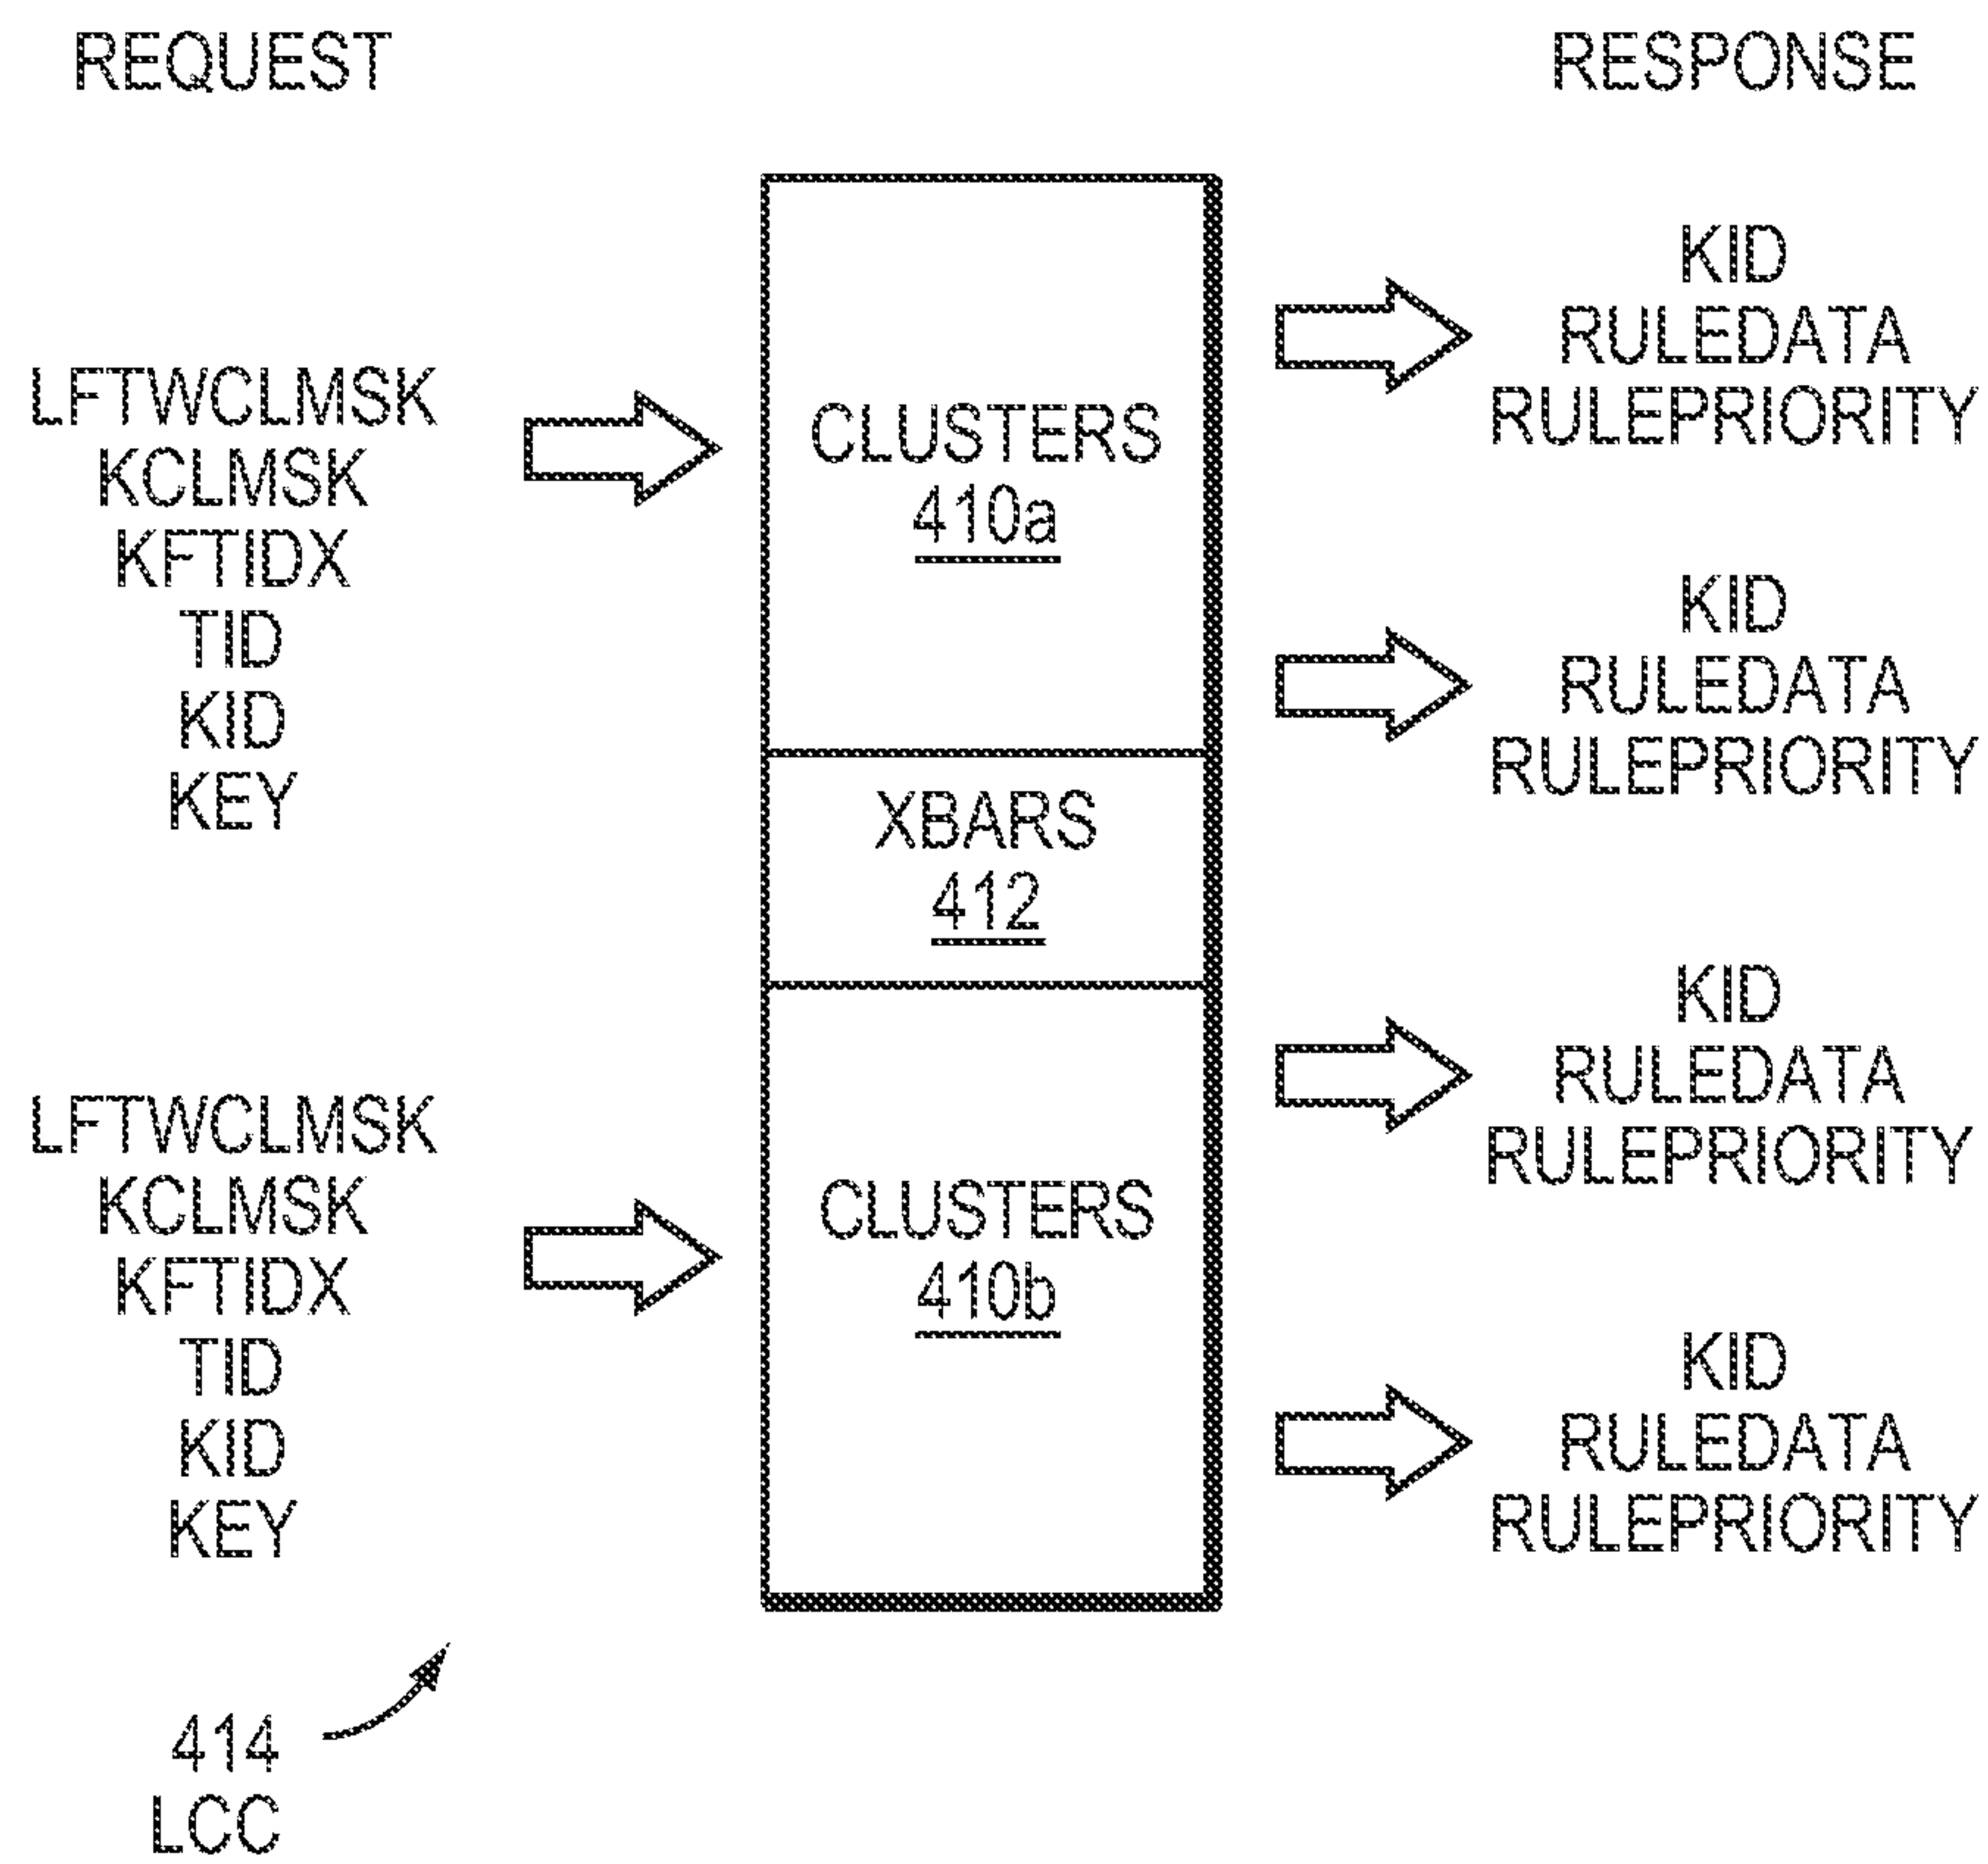 REQUEST
RESPONSE
LFTWCLMSK
KCLMSK
KFTIDX
TID
KID
KEY
LFTWCLMSK
KCLMSK
KFTIDX
TID
KID
KEY
414
LCC
CLUSTERS
410a
XBARS
412
CLUSTERS
410b
KID
RULEDATA
RULEPRIORITY
KID
RULEDATA
RULEPRIORITY
KID
RULEDATA
RULEPRIORITY
KID
RULEDATA
RULEPRIORITY